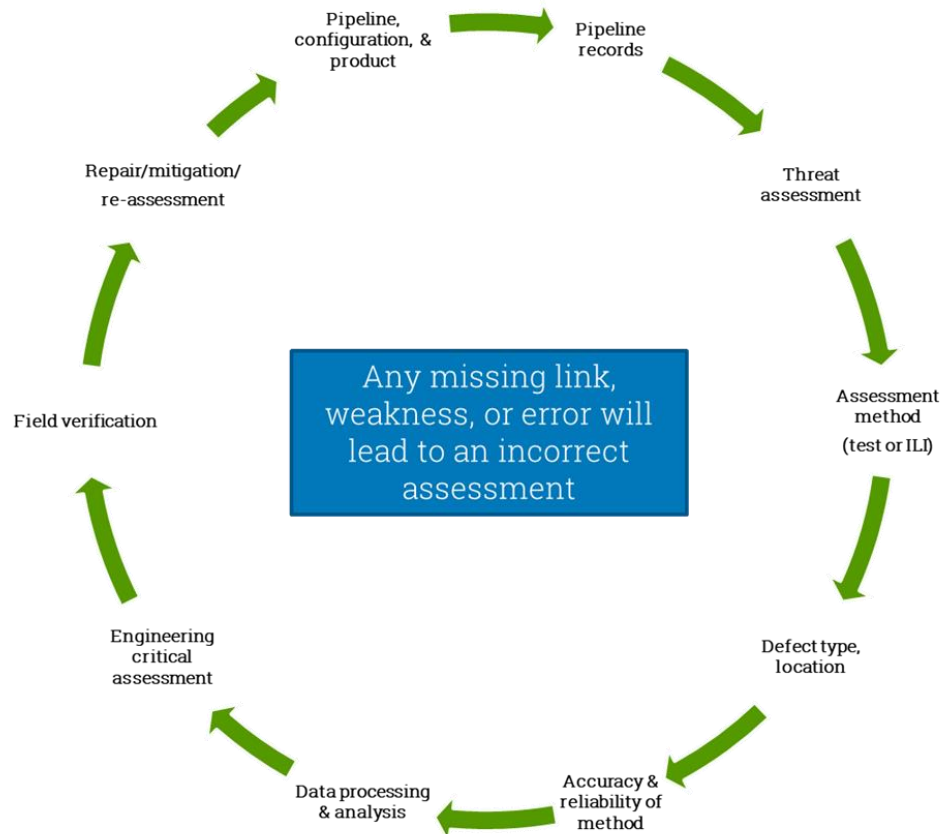 Pipeline,
configuration, &
product
Pipeline
records
Threat
assessment
Assessment
method
(test or ILI)
Defect type,
location
Accuracy &
reliability of
method
Data processing
& analysis
Engineering
critical
assessment
Field verification
Repair/mitigation/
re-assessment
Any missing link,
weakness, or error will
lead to an incorrect
assessment